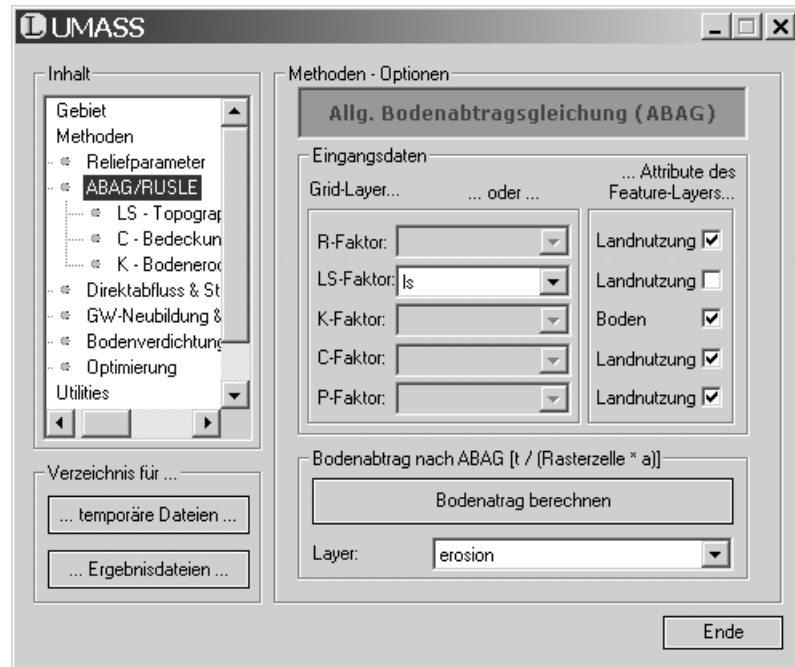 UMASS
Inhalt
Gebiet
Methoden
Reliefparameter
ABAG/RUSLE
LS - Topograp
C - Bedeckun
K - Bodenerod
Direktabfluss & St
GW-Neubildung &
Bodenverdichtung
Optimierung
Utilities
Verzeichnis für ...
... temporäre Dateien ...
... Ergebnisdateien ...
Methoden - Optionen
Allg. Bodenabtragsgleichung (ABAG)
Eingangsdaten
Grid-Layer... ... oder ... ... Attribute des
Feature-Layers...
R-Faktor: Landnutzung
LS-Faktor: ls Landnutzung
K-Faktor: Boden
C-Faktor: Landnutzung
P-Faktor: Landnutzung
Bodenabtrag nach ABAG [t / (Rasterzelle * a)]
Bodenatrag berechnen
Layer: erosion
Ende